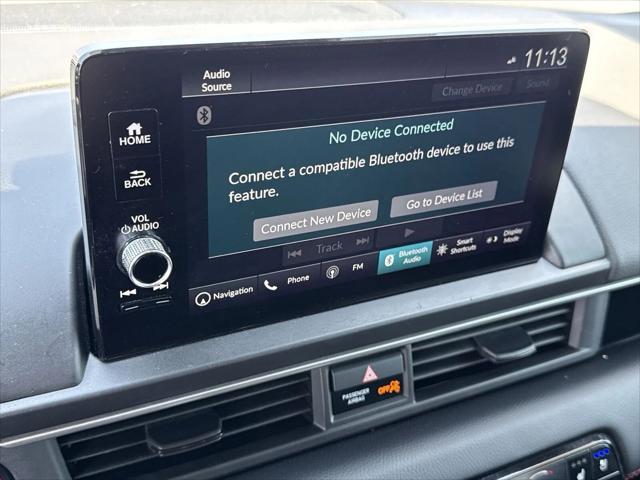 11:13
Audio
Source
Change Device
Sound
HOME
No Device Connected
Connect a compatible Bluetooth device to use this
feature.
BACK
Connect New Device
Go to Device List
VOL
AUDIO
Track
Navigation
Phone
FM
Bluetooth
Audio
Smart
Shortcuts
Display
Mode
PASSENGER
AIRBAG
OFF